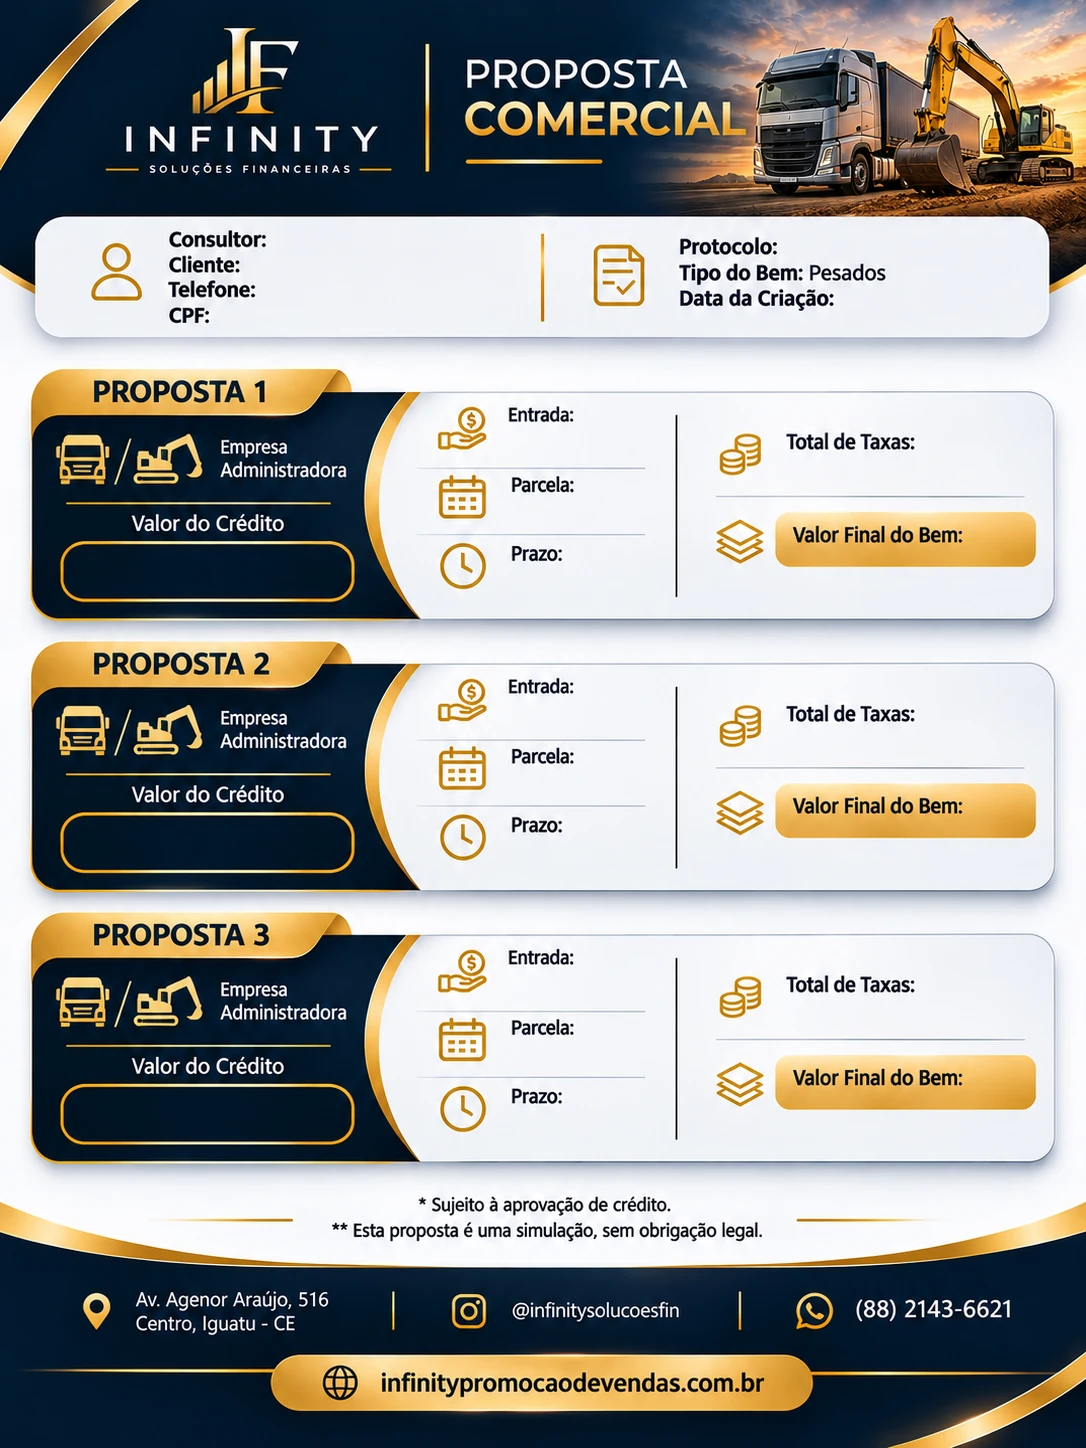 IF
INFINITY
SOLUÇÕES FINANCEIRAS
PROPOSTA
COMERCIAL
Consultor:
Cliente:
Telefone:
CPF:
Protocolo:
Tipo do Bem: Pesados
Data da Criação:
PROPOSTA 1
Empresa
Administradora
Valor do Crédito
Entrada:
Parcela:
Prazo:
Total de Taxas:
Valor Final do Bem:
PROPOSTA 2
Empresa
Administradora
Valor do Crédito
Entrada:
Parcela:
Prazo:
Total de Taxas:
Valor Final do Bem:
PROPOSTA 3
Empresa
Administradora
Valor do Crédito
Entrada:
Parcela:
Prazo:
Total de Taxas:
Valor Final do Bem:
* Sujeito à aprovação de crédito.
** Esta proposta é uma simulação, sem obrigação legal.
Av. Agenor Araújo, 516
Centro, Iguatu - CE
@infinitysolucoesfin
(88) 2143-6621
infinitypromocaodevendas.com.br